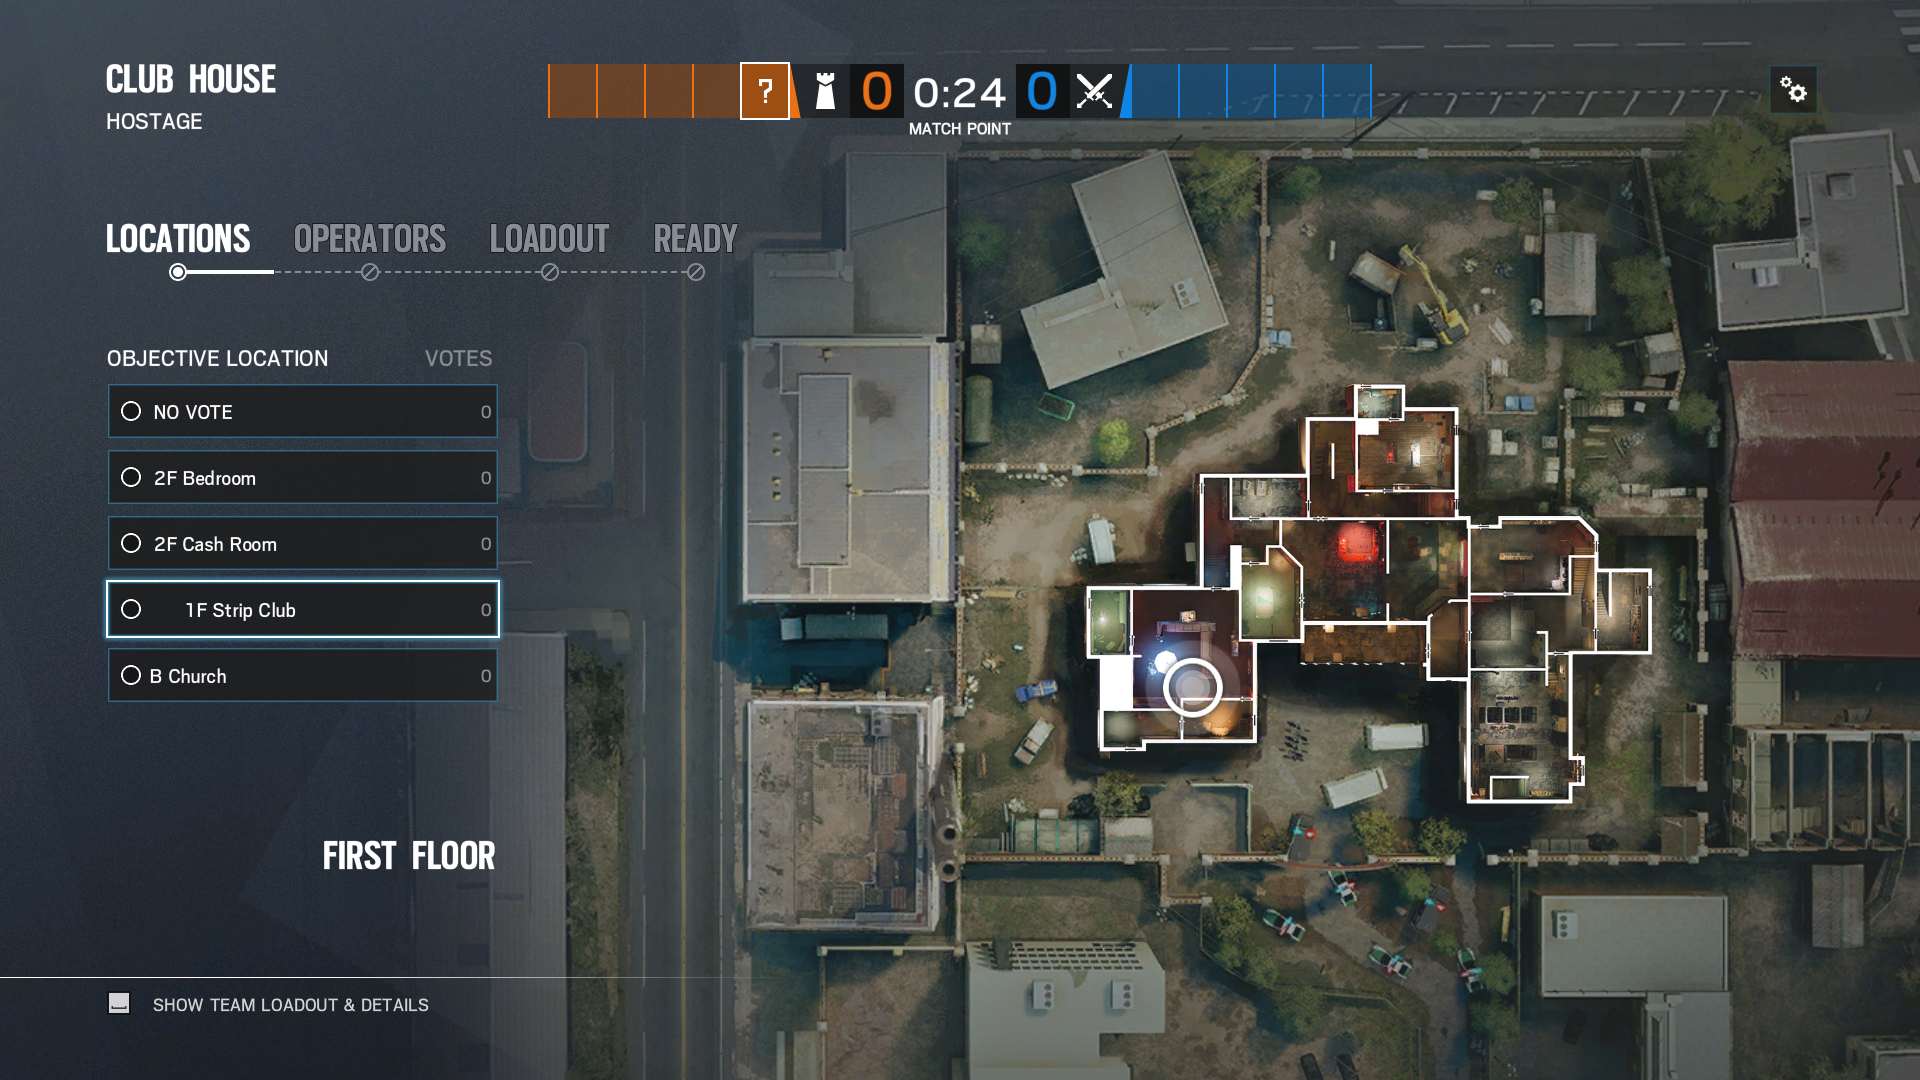 CLUB HOUSE
HOSTAGE
?
0
0:24
0
MATCH POINT
LOCATIONS
OPERATORS
LOADOUT
READY
OBJECTIVE LOCATION
VOTES
NO VOTE
0
2F Bedroom
0
2F Cash Room
0
1F Strip Club
0
B Church
0
FIRST FLOOR
SHOW TEAM LOADOUT & DETAILS